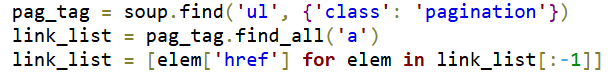 pag_tag = soup.find('ul', {'class': 'pagination'})
link_list = pag_tag.find_all('a')
link_list = [elem['href'] for elem in link_list[:-1]]